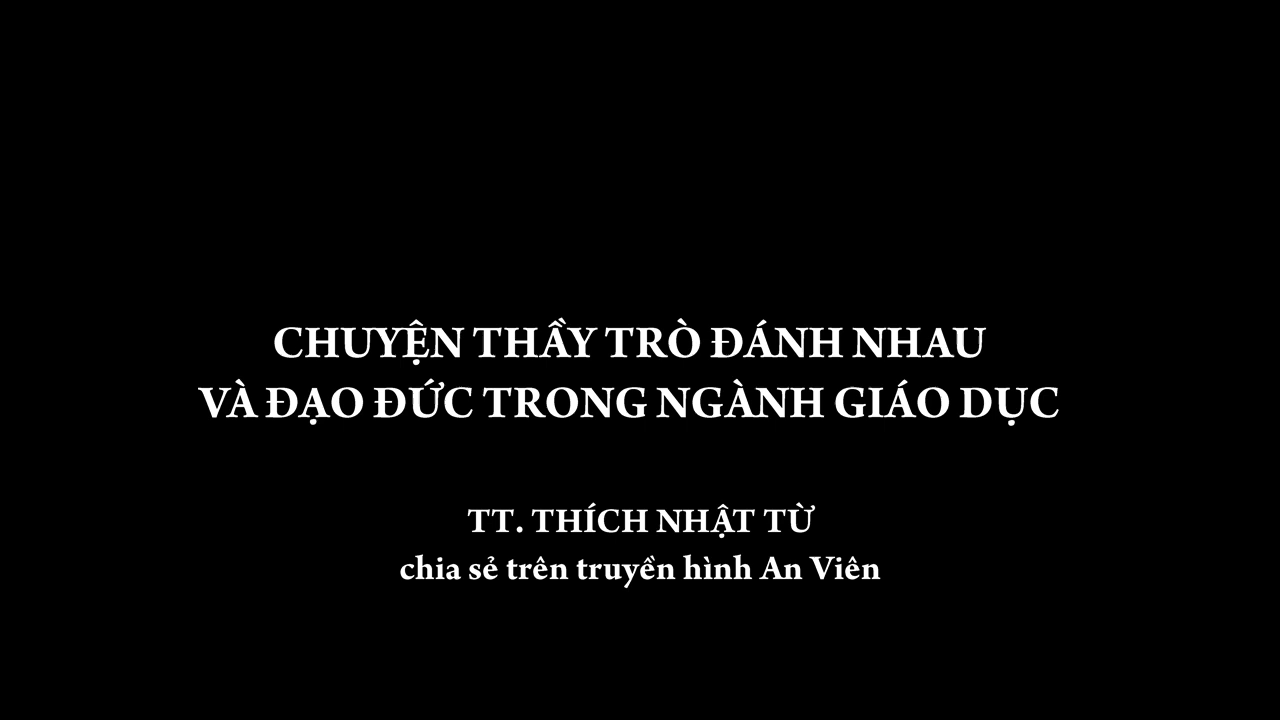 CHUYỆN THẦY TRÒ ĐÁNH NHAU
VÀ ĐẠO ĐỨC TRONG NGÀNH GIÁO DỤC
TT. THÍCH NHẬT TỪ
chia sẻ trên truyền hình An Viên